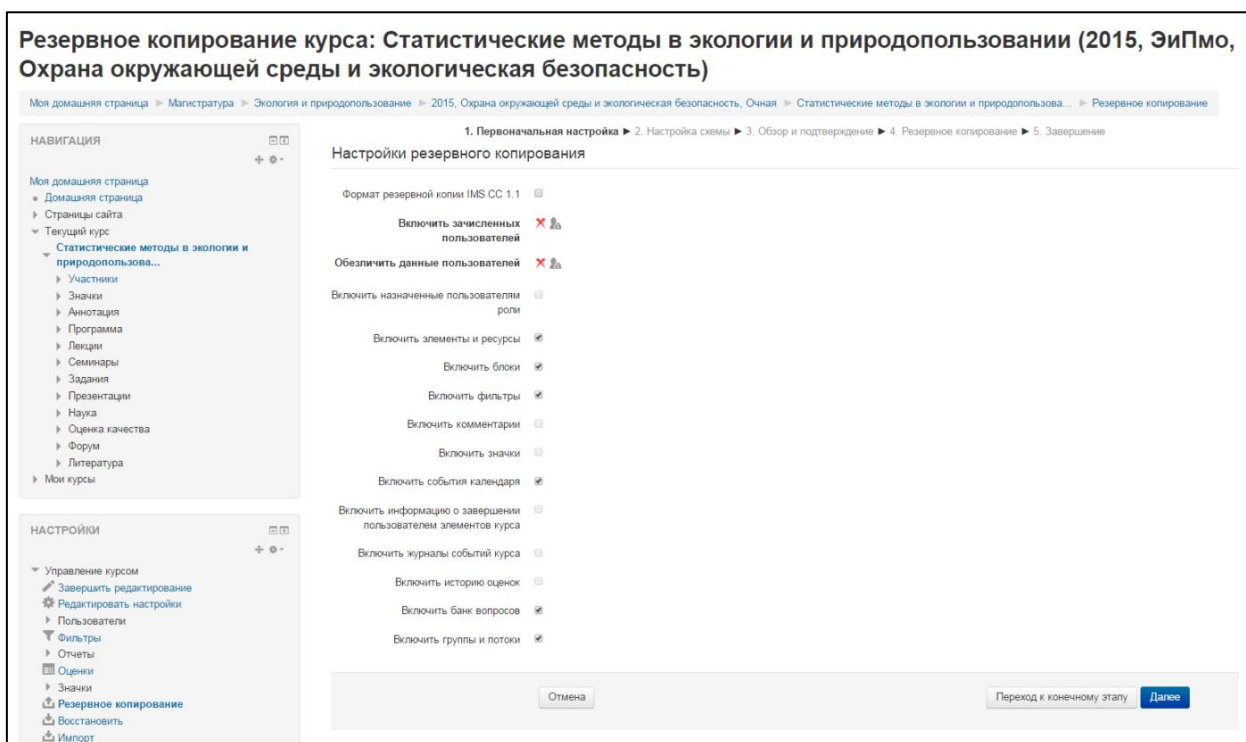 Резервное копирование курса: Статистические методы в экологии и природопользовании (2015, ЭиПмо,
Охрана окружающей среды и экологическая безопасность)
Моя домашняя страница ► Магистратура ► Экология и природопользование ► 2015, Охрана окружающей среды и экологическая безопасность, Очная ► Статистические методы в экологии и природопользова... ► Резервное копирование
НАВИГАЦИЯ
Моя домашняя страница
Домашняя страница
Страницы сайта
Текущий курс
Статистические методы в экологии и
природопользова...
Участники
Значки
Аннотация
Программа
Лекции
Семинары
Задания
Презентации
Наука
Оценка качества
Форум
Литература
Мои курсы
НАСТРОЙКИ
Управление курсом
Завершить редактирование
Редактировать настройки
Пользователи
Фильтры
Отчеты
Оценки
Значки
Резервное копирование
Восстановить
Импорт
1. Первоначальная настройка ► 2. Настройка схемы ► 3. Обзор и подтверждение ► 4. Резервное копирование ► 5. Завершение
Настройки резервного копирования
Формат резервной копии IMS CC 1.1
Включить зачисленных
пользователей
Обезличить данные пользователей
Включить назначенные пользователям
роли
Включить элементы и ресурсы
Включить блоки
Включить фильтры
Включить комментарии
Включить значки
Включить события календаря
Включить информацию о завершении
пользователем элементов курса
Включить журналы событий курса
Включить историю оценок
Включить банк вопросов
Включить группы и потоки
Отмена
Переход к конечному этапу
Далее